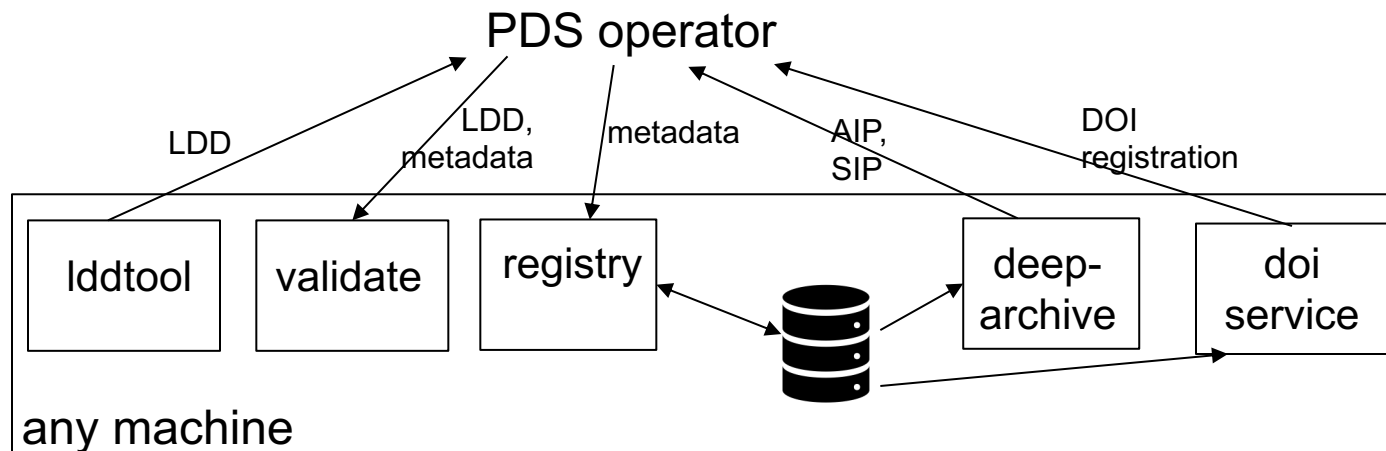 PDS operator
LDD
LDD,
metadata
metadata
AIP,
SIP
DOI
registration
lddtool
validate
registry
deep-
archive
doi
service
any machine